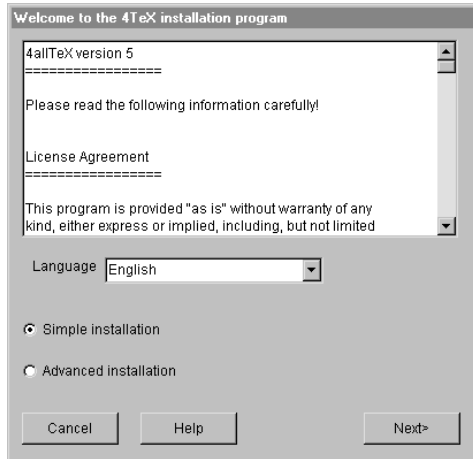 Welcome to the 4TeX installation program
4allTeX version 5
=================
Please read the following information carefully!
License Agreement
=================
This program is provided "as is" without warranty of any
kind, either express or implied, including, but not limited
Language English
Simple installation
Advanced installation
Cancel Help Next>